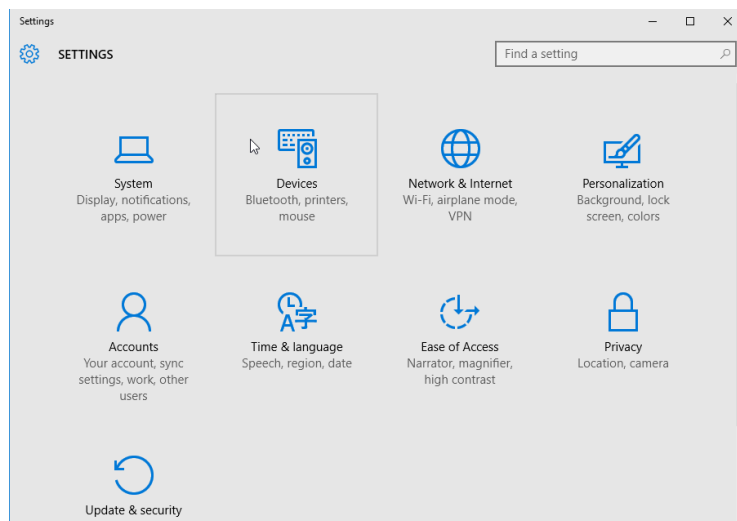 Settings
SETTINGS
Find a setting
System
Display, notifications,
apps, power
Devices
Bluetooth, printers,
mouse
Network & Internet
Wi-Fi, airplane mode,
VPN
Personalization
Background, lock
screen, colors
Accounts
Your account, sync
settings, work, other
users
A字
Time & language
Speech, region, date
Ease of Access
Narrator, magnifier,
high contrast
Privacy
Location, camera
Update & security